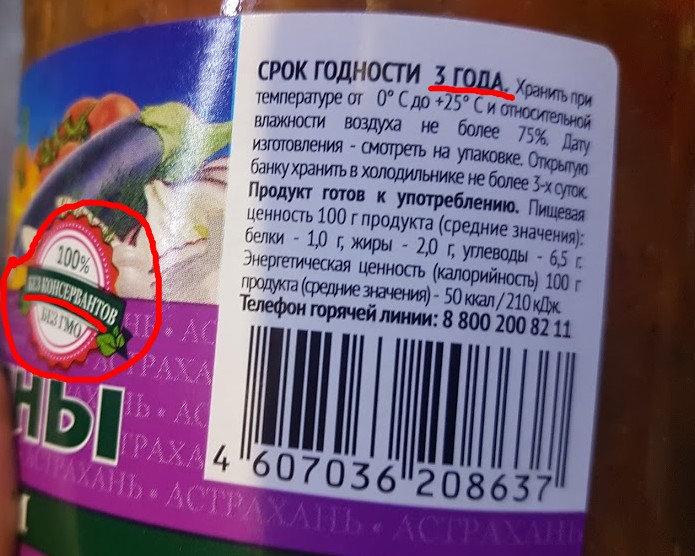 СРОК ГОДНОСТИ 3 ГОДА. Хранить при
температуре от 0° С до +25° С и относительной
влажности воздуха не более 75%. Дату
изготовления - смотреть на упаковке. Открытую
банку хранить в холодильнике не более 3-х суток.
Продукт готов к употреблению. Пищевая
ценность 100 г продукта (средние значения):
белки - 1,0 г, жиры - 2,0 г, углеводы - 6,5 г.
Энергетическая ценность (калорийность) 100 г
продукта (средние значения) - 50 ккал / 210 кДж.
Телефон горячей линии: 8 800 200 82 11
4 607036 208637
100%
БЕЗ КОНСЕРВАНТОВ
БЕЗ ГМО
НЫ
АСТРАХАНЬ • АСТРАХАНЬ • АСТРАХАНЬ